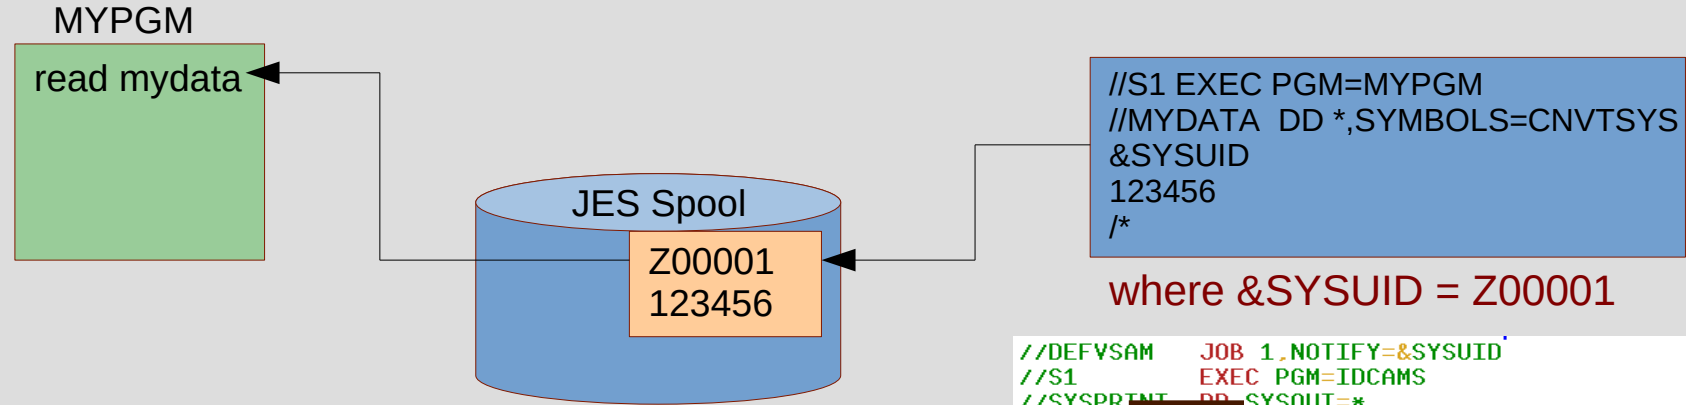 MYPGM
read mydata
JES Spool
Z00001
123456
//S1 EXEC PGM=MYPGM
//MYDATA DD *,SYMBOLS=CNVTSYS
&SYSUID
123456
/*
where &SYSUID = Z00001
//DEFVSAM JOB 1,NOTIFY=&SYSUID
//S1 EXEC PGM=IDCAMS
SYSOUT=*